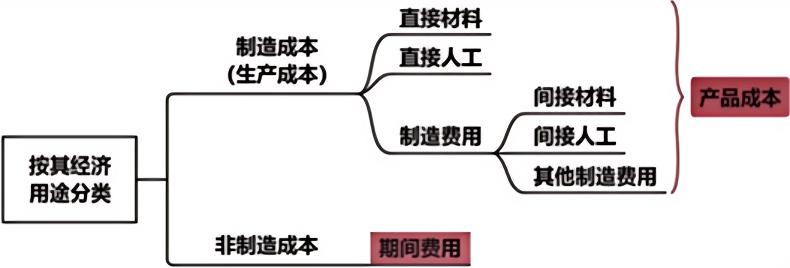 按其经济
用途分类
制造成本
(生产成本)
直接材料
直接人工
制造费用
间接材料
间接人工
其他制造费用
产品成本
非制造成本
期间费用